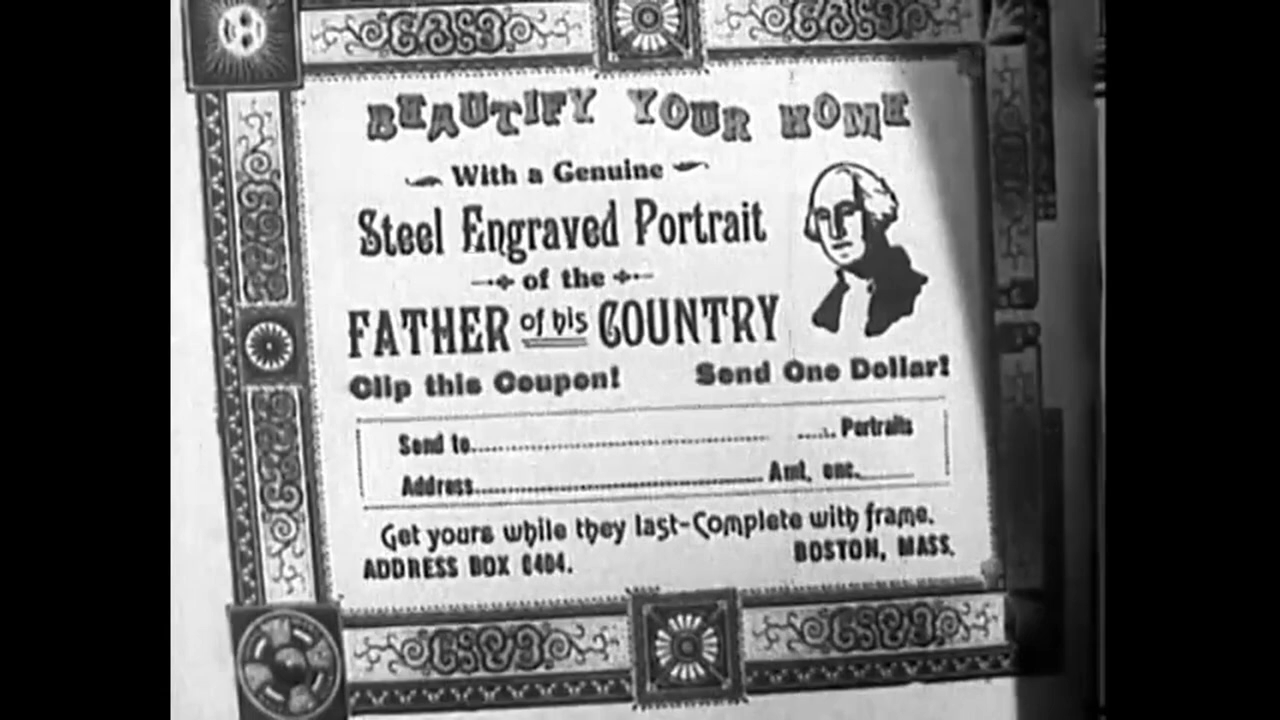 BEAUTIFY YOUR HOME
With a Genuine
Steel Engraved Portrait
of the
FATHER of his COUNTRY
Clip this Coupon! Send One Dollar!
Send to.................................... ..... Portraits
Address.................................... Amt. enc.______
Get yours while they last-Complete with frame.
ADDRESS BOX 6404. BOSTON, MASS.